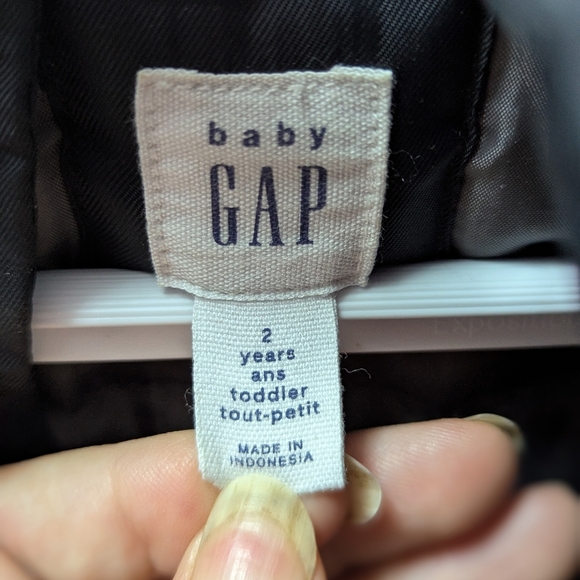 baby
GAP
2
years
ans
toddler
tout-petit
MADE IN
INDONESIA